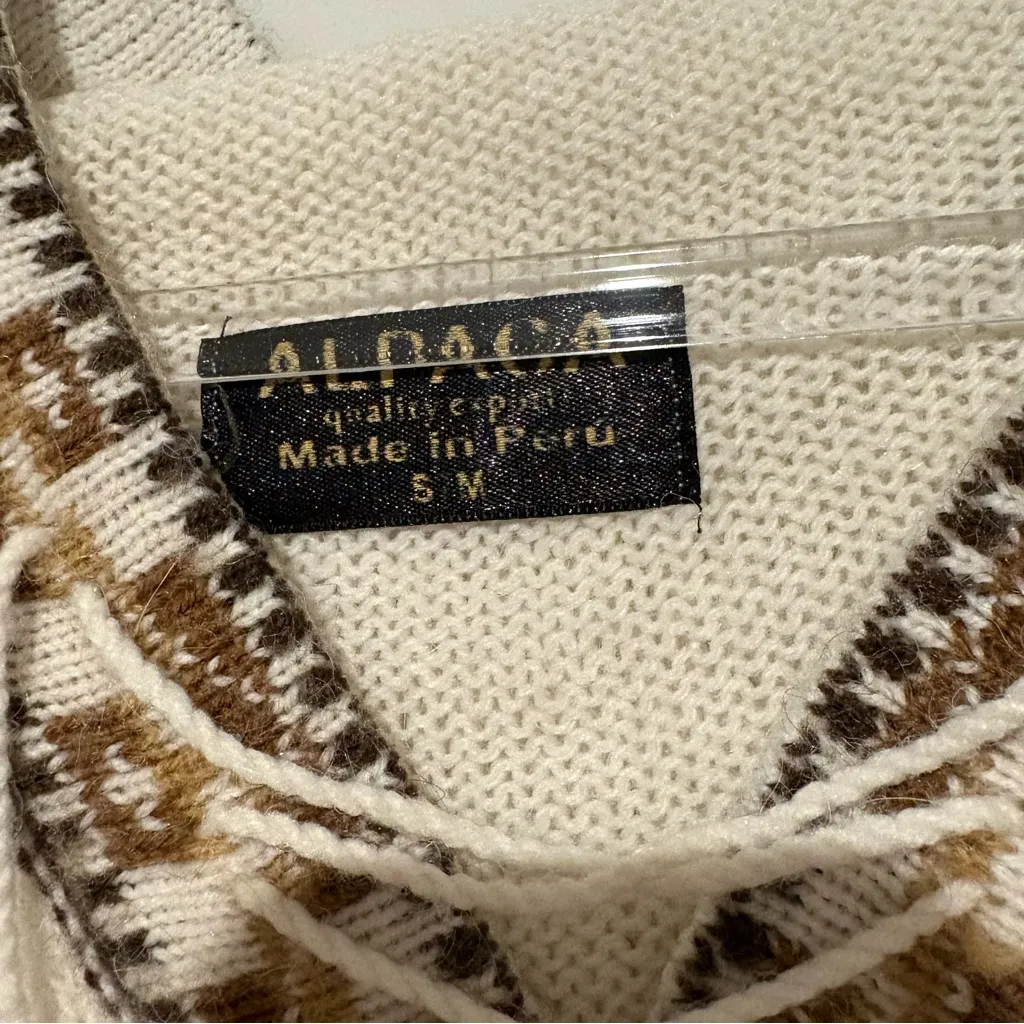 ALPACA
quality export
Made in Peru
S M